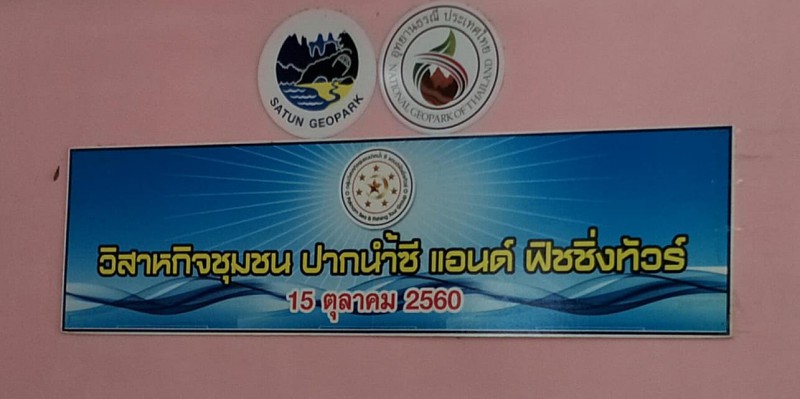 SATUN GEOPARK
อุทยานธรณี ประเทศไทย
NATIONAL GEOPARK OF THAILAND
วิสาหกิจชุมชน ปากน้ำซี แอนด์ ฟิชชิ่งทัวร์
15 ตุลาคม 2560